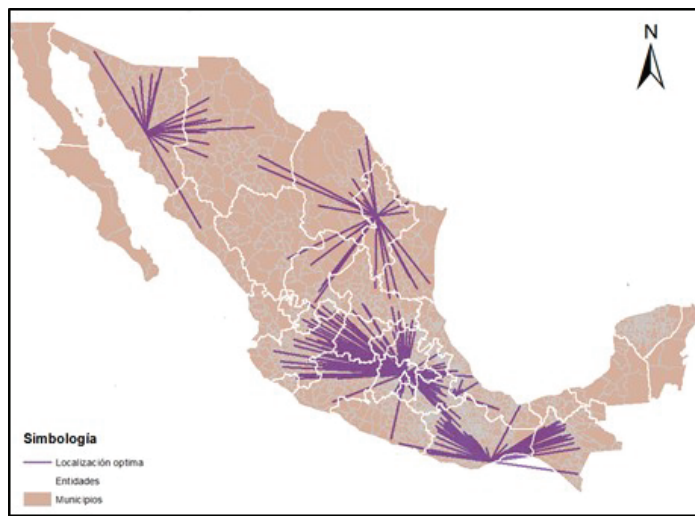 N
Simbología
Localización optima
Entidades
Municipios